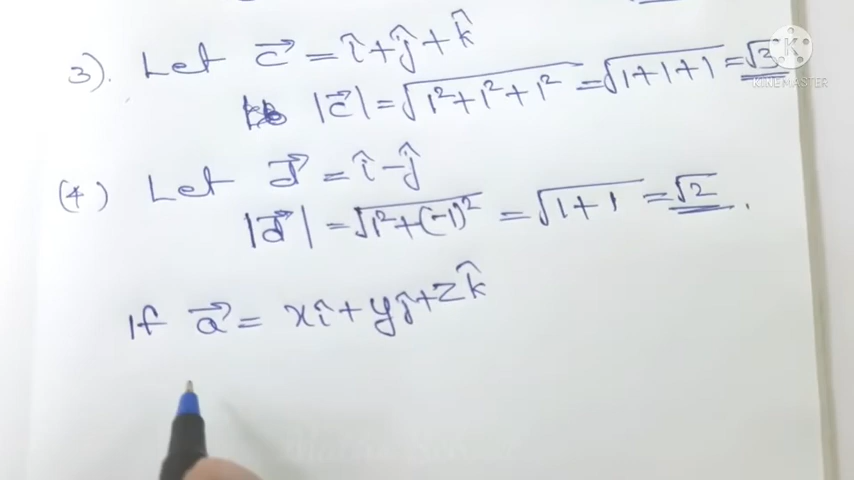 3). Let c⃗ = î + ĵ + k̂
|c⃗| = √(1² + 1² + 1²) = √(1+1+1) = √3
(4) Let d⃗ = î - ĵ
|d⃗| = √(1² + (-1)²) = √(1+1) = √2.
If a⃗ = xî + yĵ + zk̂
K
KINEMASTER